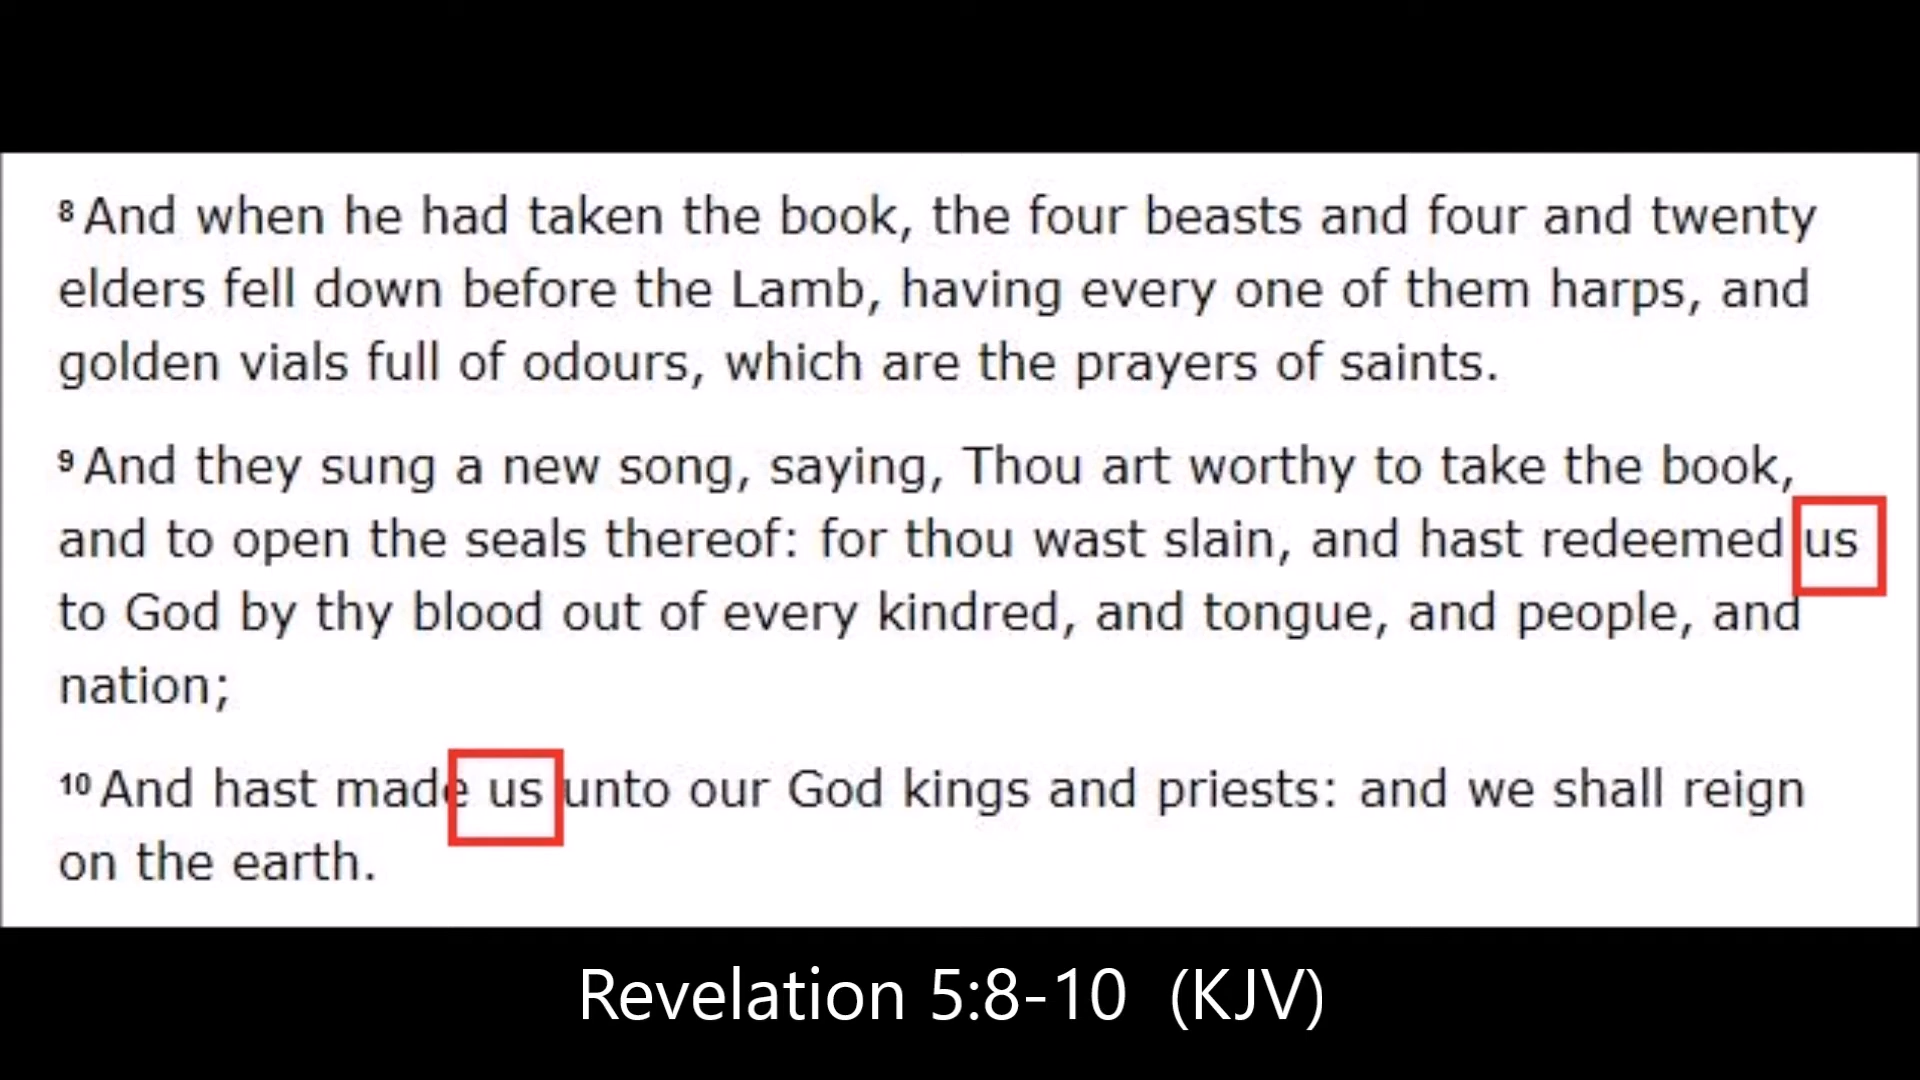 8 And when he had taken the book, the four beasts and four and twenty
elders fell down before the Lamb, having every one of them harps, and
golden vials full of odours, which are the prayers of saints.
9 And they sung a new song, saying, Thou art worthy to take the book,
and to open the seals thereof: for thou wast slain, and hast redeemed us
to God by thy blood out of every kindred, and tongue, and people, and
nation;
10 And hast made us unto our God kings and priests: and we shall reign
on the earth.
Revelation 5:8-10 (KJV)